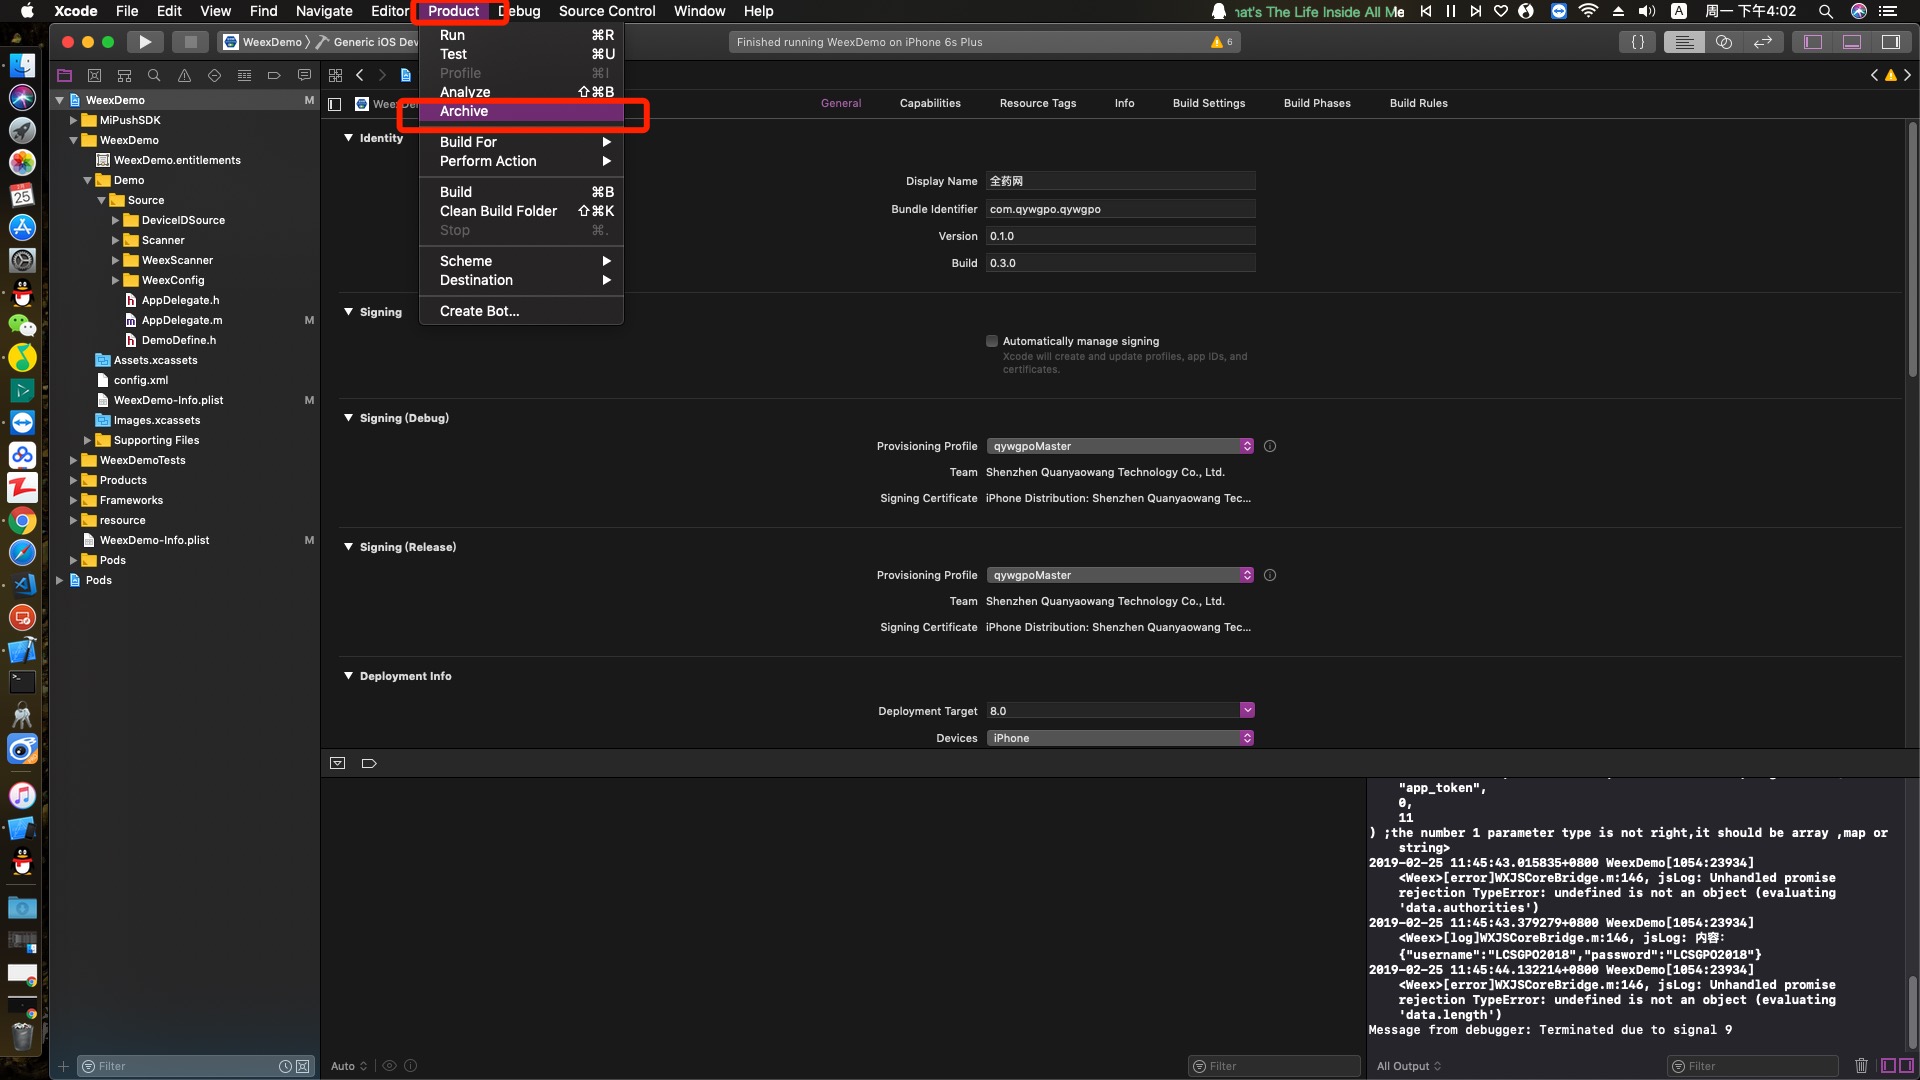 Xcode File Edit View Find Navigate Editor Product Debug Source Control Window Help
hat's The Life Inside All Me
A 周一 下午4:02
WeexDemo
Generic iOS Dev
Finished running WeexDemo on iPhone 6s Plus
6
Run ⌘R
Test ⌘U
Profile ⌘I
Analyze ⇧⌘B
Archive
Build For
Perform Action
Build ⌘B
Clean Build Folder ⇧⌘K
Stop ⌘.
Scheme
Destination
Create Bot...
WeexDemo M
MiPushSDK
WeexDemo
WeexDemo.entitlements
Demo
Source
DeviceIDSource
Scanner
WeexScanner
WeexConfig
AppDelegate.h
AppDelegate.m M
DemoDefine.h
Assets.xcassets
config.xml
WeexDemo-Info.plist M
Images.xcassets
Supporting Files
WeexDemoTests
Products
Frameworks
resource
WeexDemo-Info.plist M
Pods
Pods
25
General Capabilities Resource Tags Info Build Settings Build Phases Build Rules
Identity
Display Name 全药网
Bundle Identifier com.qywgpo.qywgpo
Version 0.1.0
Build 0.3.0
Signing
Automatically manage signing
Xcode will create and update profiles, app IDs, and
certificates.
Signing (Debug)
Provisioning Profile qywgpoMaster
Team Shenzhen Quanyaowang Technology Co., Ltd.
Signing Certificate iPhone Distribution: Shenzhen Quanyaowang Tec...
Signing (Release)
Provisioning Profile qywgpoMaster
Team Shenzhen Quanyaowang Technology Co., Ltd.
Signing Certificate iPhone Distribution: Shenzhen Quanyaowang Tec...
Deployment Info
Deployment Target 8.0
Devices iPhone
"app_token",
0,
11
) ;the number 1 parameter type is not right,it should be array ,map or
string>
2019-02-25 11:45:43.015835+0800 WeexDemo[1054:23934]
<Weex>[error]WXJSCoreBridge.m:146, jsLog: Unhandled promise
rejection TypeError: undefined is not an object (evaluating
'data.authorities')
2019-02-25 11:45:43.379279+0800 WeexDemo[1054:23934]
<Weex>[log]WXJSCoreBridge.m:146, jsLog: 内容:
{"username":"LCSGPO2018","password":"LCSGPO2018"}
2019-02-25 11:45:44.132214+0800 WeexDemo[1054:23934]
<Weex>[error]WXJSCoreBridge.m:146, jsLog: Unhandled promise
rejection TypeError: undefined is not an object (evaluating
'data.length')
Message from debugger: Terminated due to signal 9
Filter
Auto
Filter
All Output
Filter